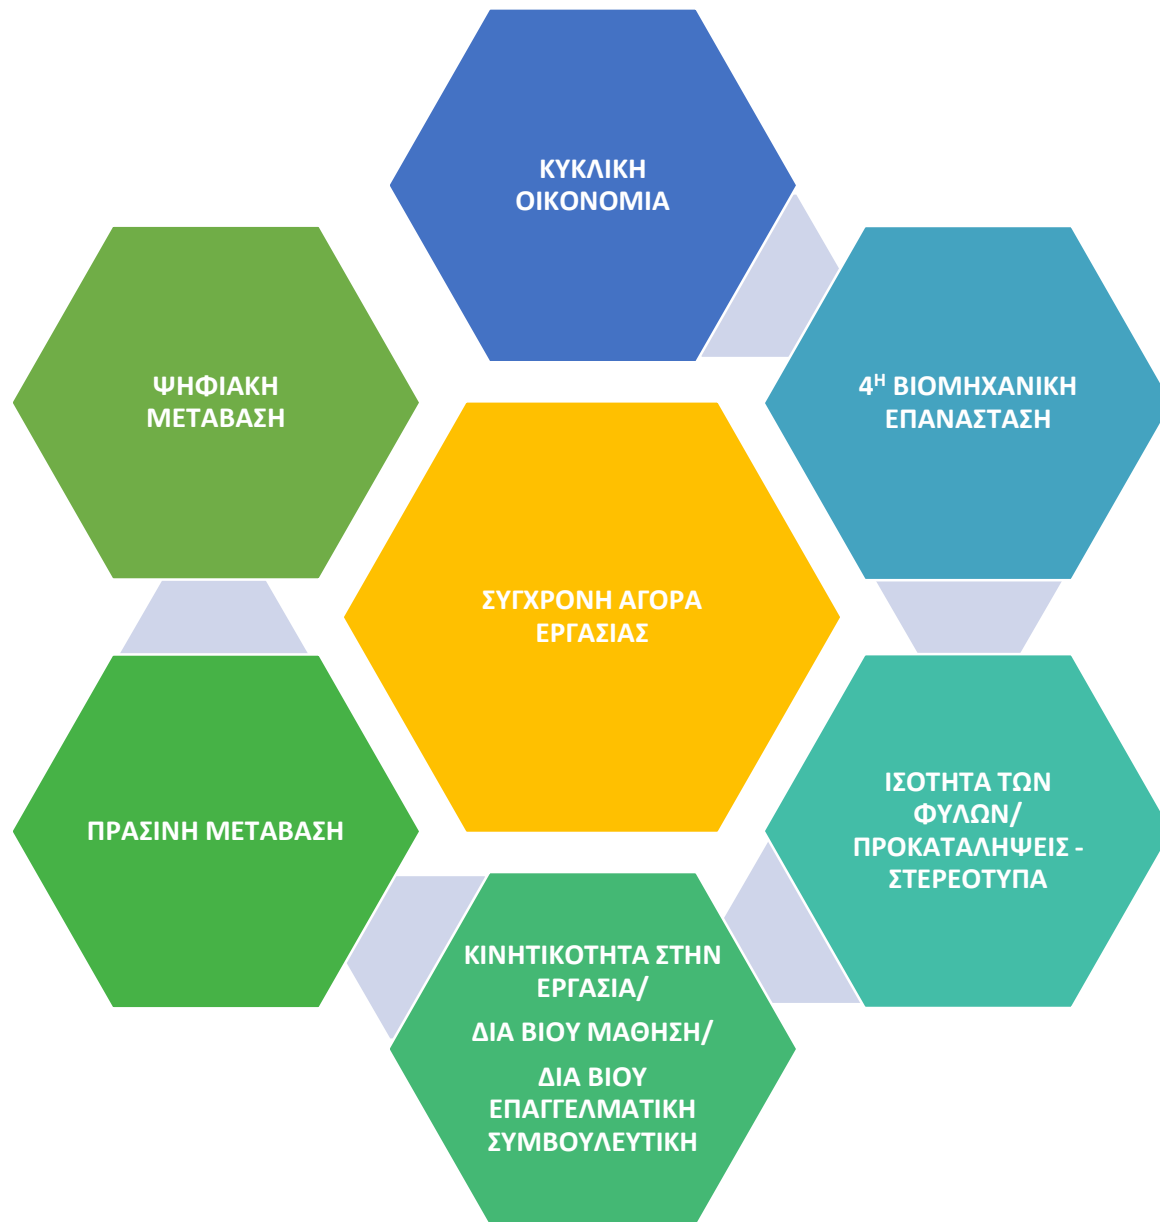 ΚΥΚΛΙΚΗ
ΟΙΚΟΝΟΜΙΑ
4Η ΒΙΟΜΗΧΑΝΙΚΗ
ΕΠΑΝΑΣΤΑΣΗ
ΙΣΟΤΗΤΑ ΤΩΝ
ΦΥΛΩΝ/
ΠΡΟΚΑΤΑΛΗΨΕΙΣ -
ΣΤΕΡΕΟΤΥΠΑ
ΚΙΝΗΤΙΚΟΤΗΤΑ ΣΤΗΝ
ΕΡΓΑΣΙΑ/
ΔΙΑ ΒΙΟΥ ΜΑΘΗΣΗ/
ΔΙΑ ΒΙΟΥ
ΕΠΑΓΓΕΛΜΑΤΙΚΗ
ΣΥΜΒΟΥΛΕΥΤΙΚΗ
ΠΡΑΣΙΝΗ ΜΕΤΑΒΑΣΗ
ΨΗΦΙΑΚΗ
ΜΕΤΑΒΑΣΗ
ΣΥΓΧΡΟΝΗ ΑΓΟΡΑ
ΕΡΓΑΣΙΑΣ